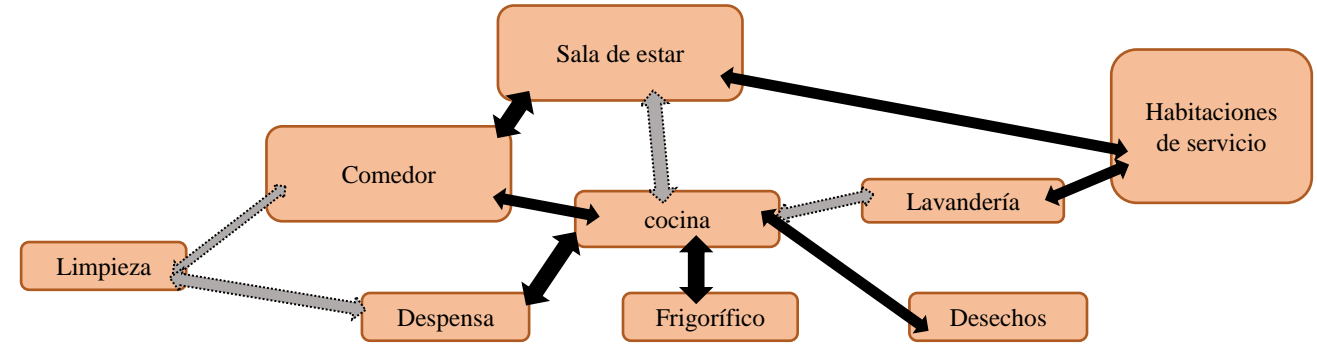 Sala de estar
Habitaciones
de servicio
Comedor
Lavandería
cocina
Limpieza
Despensa
Frigorífico
Desechos